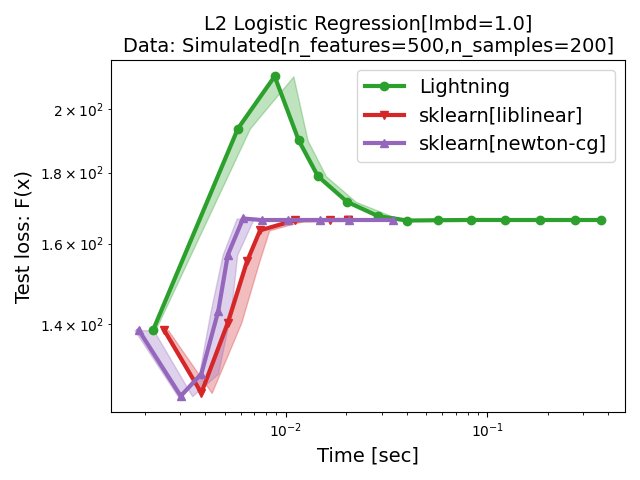 L2 Logistic Regression[lmbd=1.0]
Data: Simulated[n_features=500,n_samples=200]
Lightning
sklearn[liblinear]
sklearn[newton-cg]
Test loss: F(x)
2 × 10²
1.8 × 10²
1.6 × 10²
1.4 × 10²
10⁻² 10⁻¹
Time [sec]